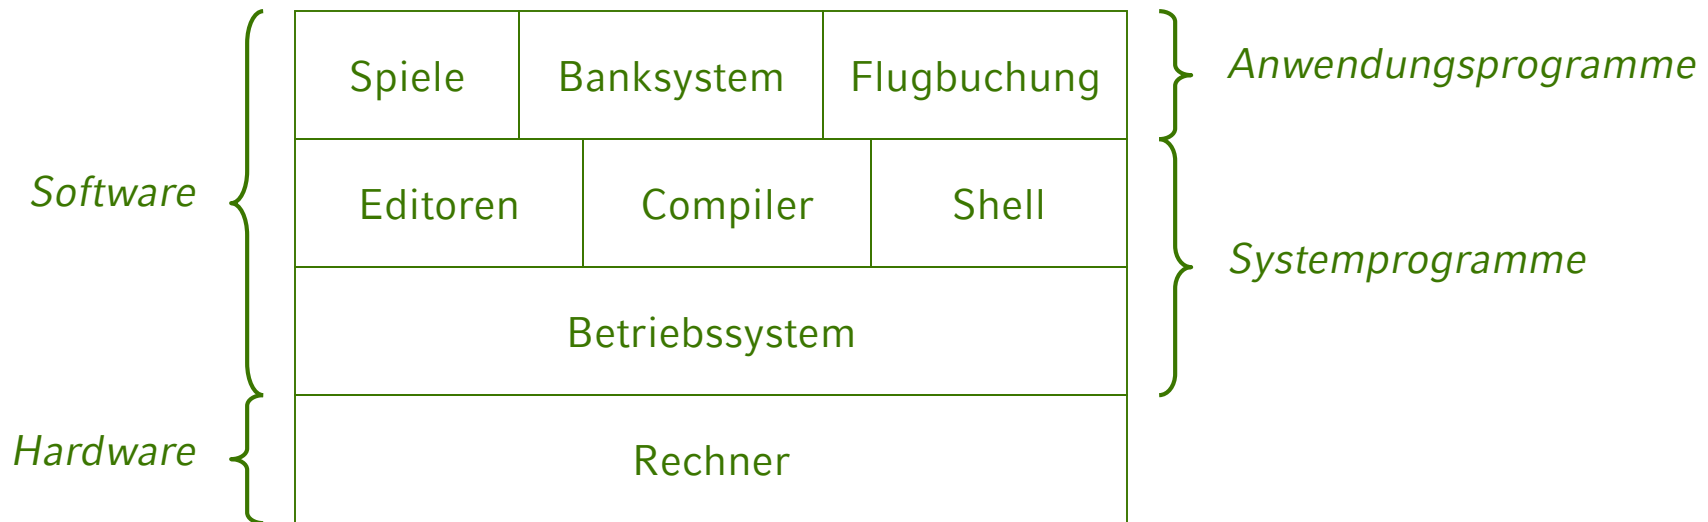 Spiele Banksystem Flugbuchung Anwendungsprogramme
Software Editoren Compiler Shell
Systemprogramme
Betriebssystem
Hardware Rechner